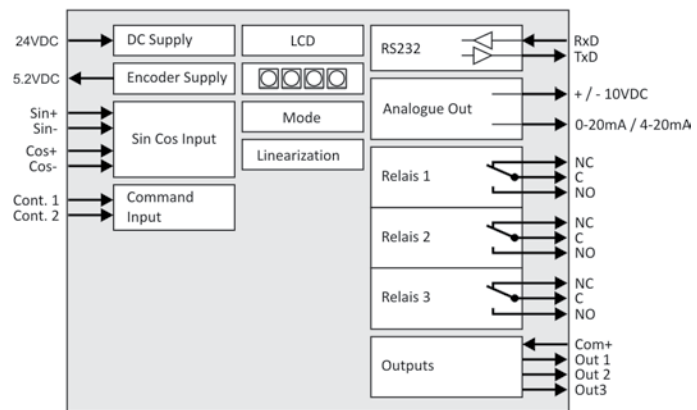 24VDC
DC Supply
LCD
RS232
RxD
TxD
5.2VDC
Encoder Supply
Sin+
Sin-
Cos+
Cos-
Sin Cos Input
Mode
Linearization
Analogue Out
+ / - 10VDC
0-20mA / 4-20mA
Cont. 1
Cont. 2
Command
Input
Relais 1
NC
C
NO
Relais 2
NC
C
NO
Relais 3
NC
C
NO
Outputs
Com+
Out 1
Out 2
Out3